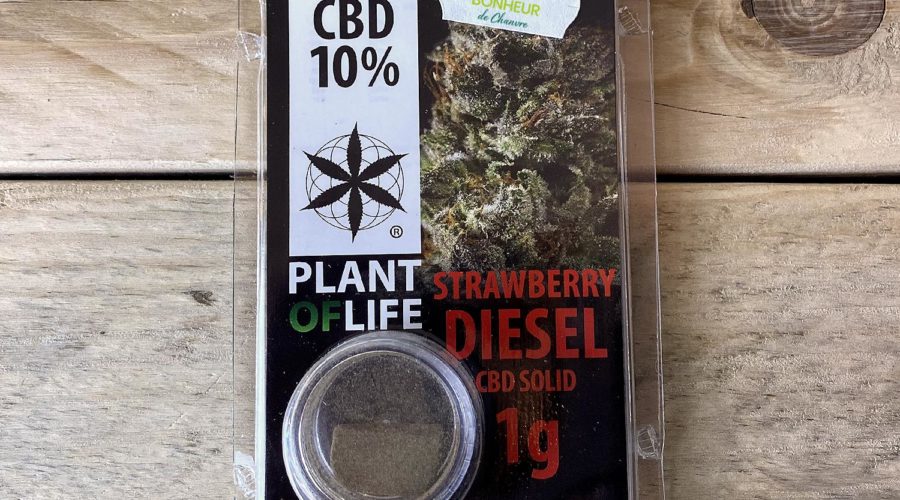 BONHEUR
de Chanvre
CBD
10%
®
PLANT
OF LIFE
STRAWBERRY
DIESEL
CBD SOLID
1g